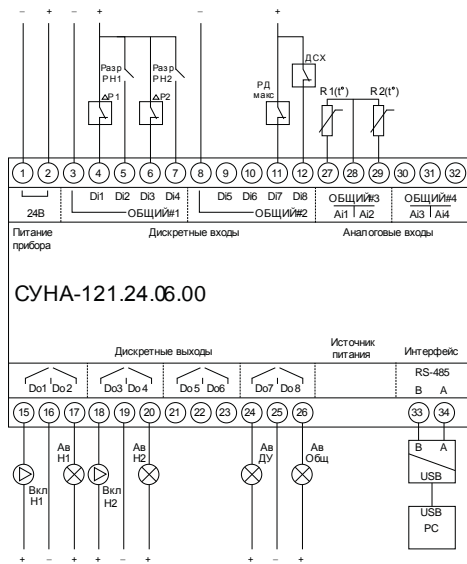 – + – + – +
Разр РН1
Разр РН2
ΔP1
ΔP2
РД макс
ДСХ
R1(t°)
R2(t°)
1 2 3 4 5 6 7 8 9 10 11 12 27 28 29 30 31 32
Di1 Di2 Di3 Di4 Di5 Di6 Di7 Di8
24В
ОБЩИЙ#1
ОБЩИЙ#2
ОБЩИЙ#3
ОБЩИЙ#4
Ai1 Ai2
Ai3 Ai4
Питание прибора
Дискретные входы
Аналоговые входы
СУНА-121.24.06.00
Дискретные выходы
Источник питания
Интерфейс
RS-485
B A
Do1 Do2
Do3 Do4
Do5 Do6
Do7 Do8
15 16 17 18 19 20 21 22 23 24 25 26 33 34
Вкл Н1
Ав Н1
Вкл Н2
Ав Н2
Ав ДУ
Ав Общ
B A
USB
USB
PC
+ – + + – + + – +